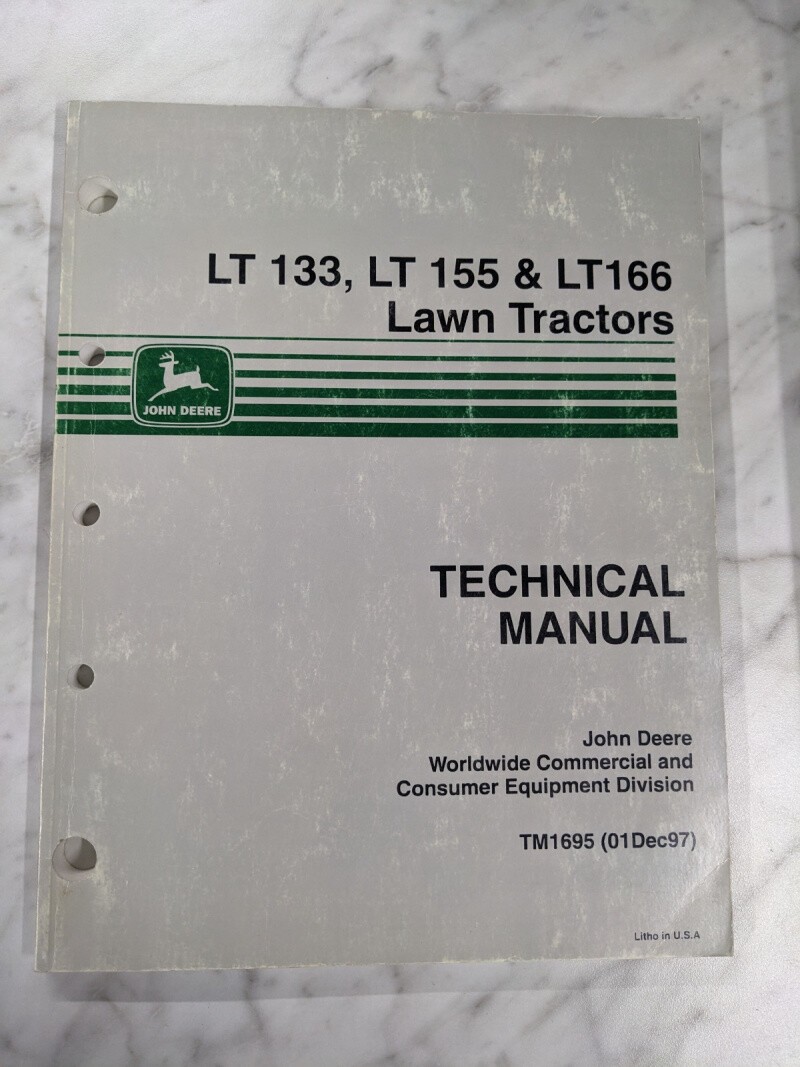 LT 133, LT 155 & LT166
Lawn Tractors
JOHN DEERE
TECHNICAL
MANUAL
John Deere
Worldwide Commercial and
Consumer Equipment Division
TM1695 (01Dec97)
Litho in U.S.A